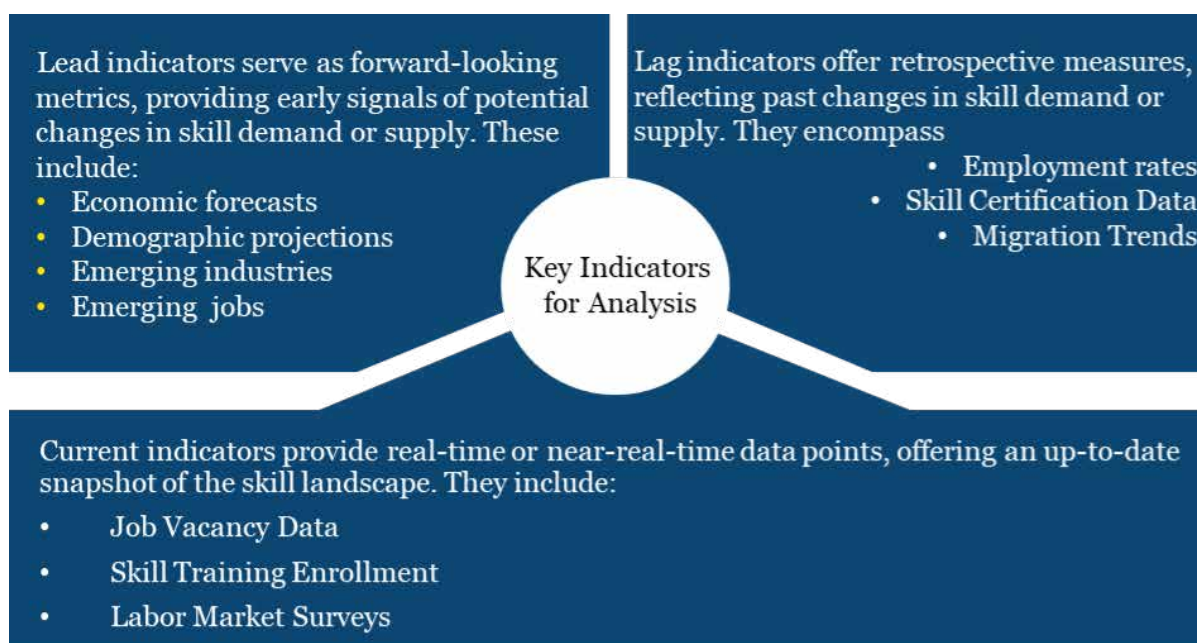 Lead indicators serve as forward-looking
metrics, providing early signals of potential
changes in skill demand or supply. These
include:
• Economic forecasts
• Demographic projections
• Emerging industries
• Emerging jobs
Lag indicators offer retrospective measures,
reflecting past changes in skill demand or
supply. They encompass
• Employment rates
• Skill Certification Data
• Migration Trends
Key Indicators
for Analysis
Current indicators provide real-time or near-real-time data points, offering an up-to-date
snapshot of the skill landscape. They include:
• Job Vacancy Data
• Skill Training Enrollment
• Labor Market Surveys